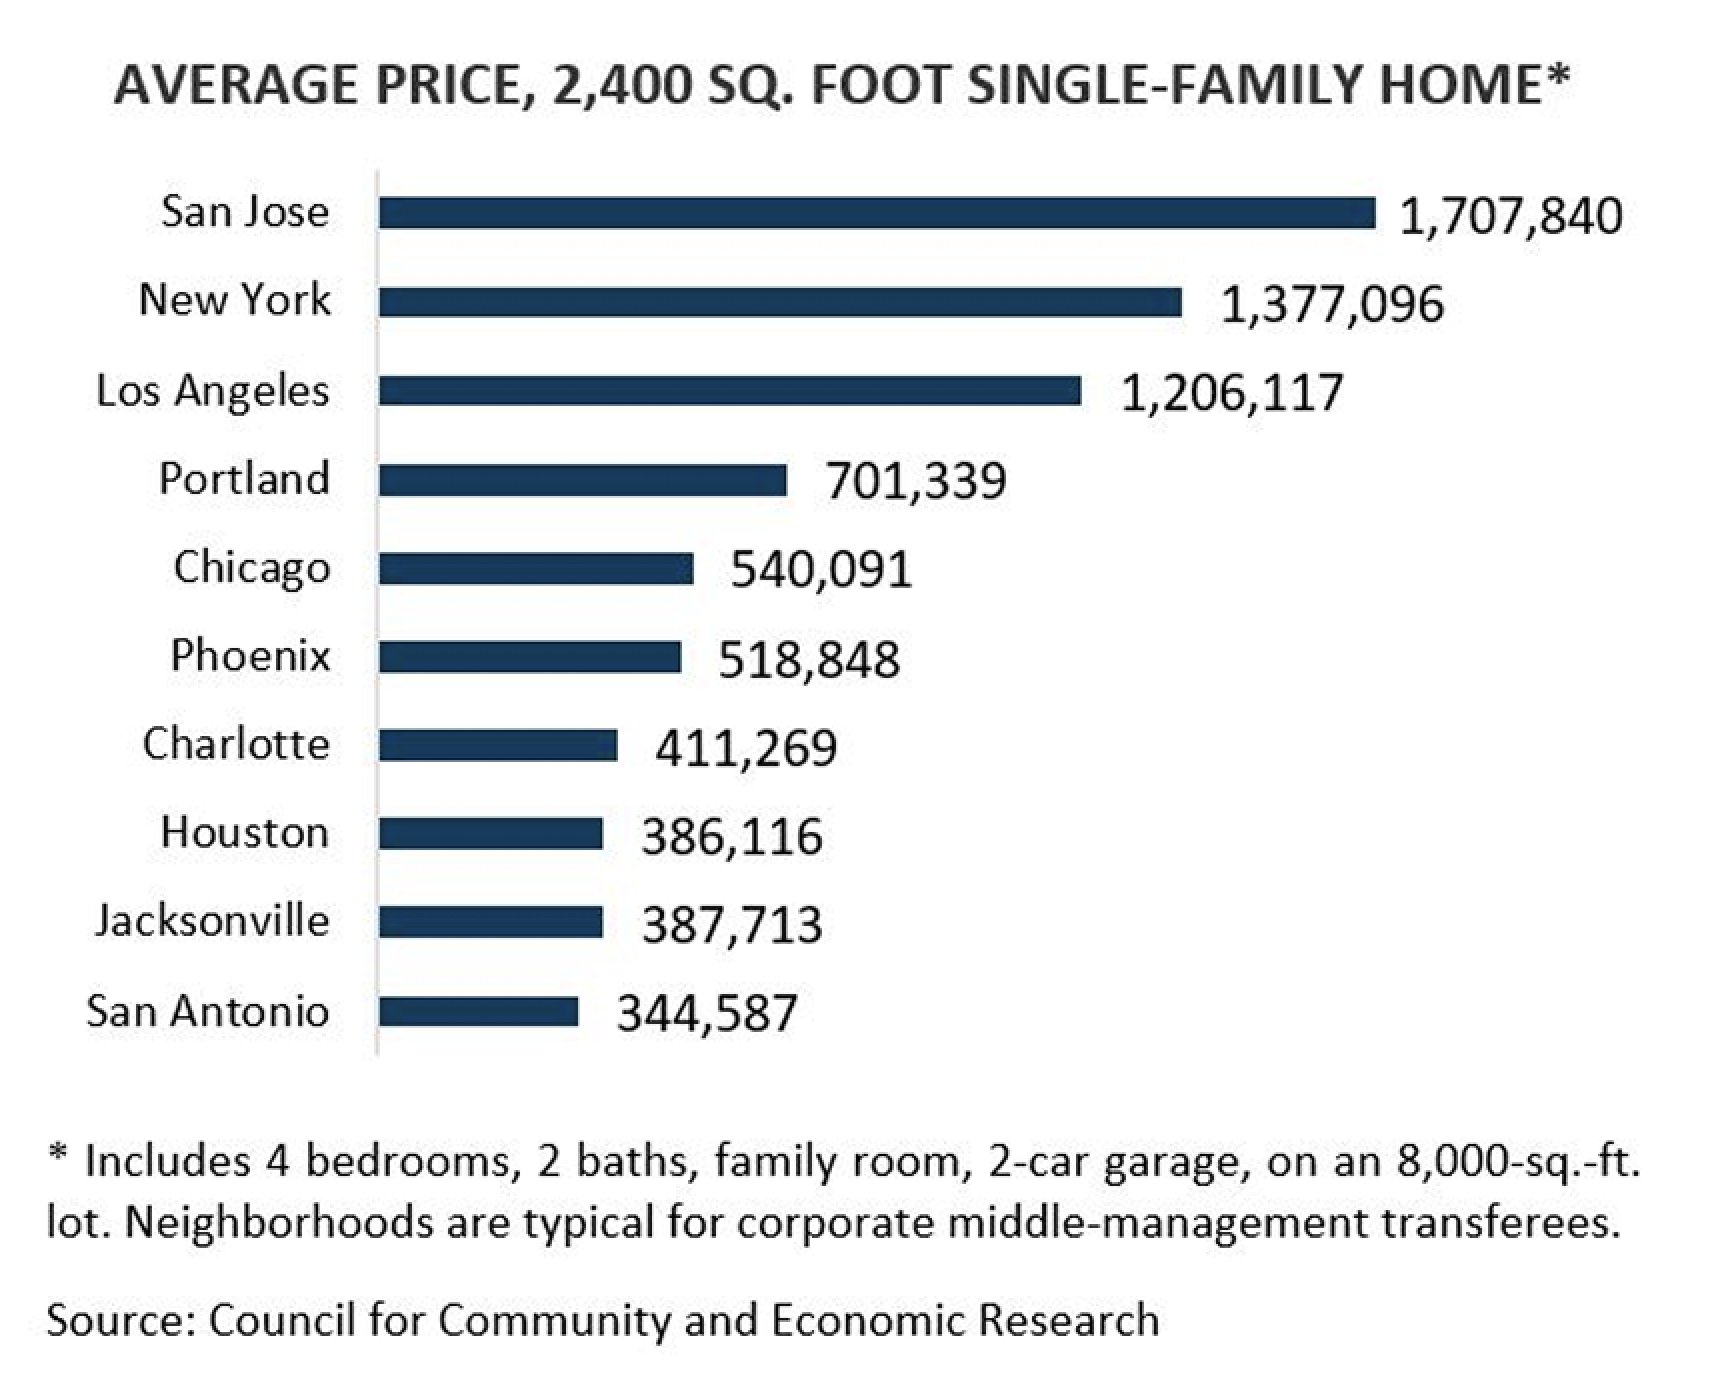 AVERAGE PRICE, 2,400 SQ. FOOT SINGLE-FAMILY HOME*
San Jose 1,707,840
New York 1,377,096
Los Angeles 1,206,117
Portland 701,339
Chicago 540,091
Phoenix 518,848
Charlotte 411,269
Houston 386,116
Jacksonville 387,713
San Antonio 344,587
* Includes 4 bedrooms, 2 baths, family room, 2-car garage, on an 8,000-sq.-ft.
lot. Neighborhoods are typical for corporate middle-management transferees.
Source: Council for Community and Economic Research